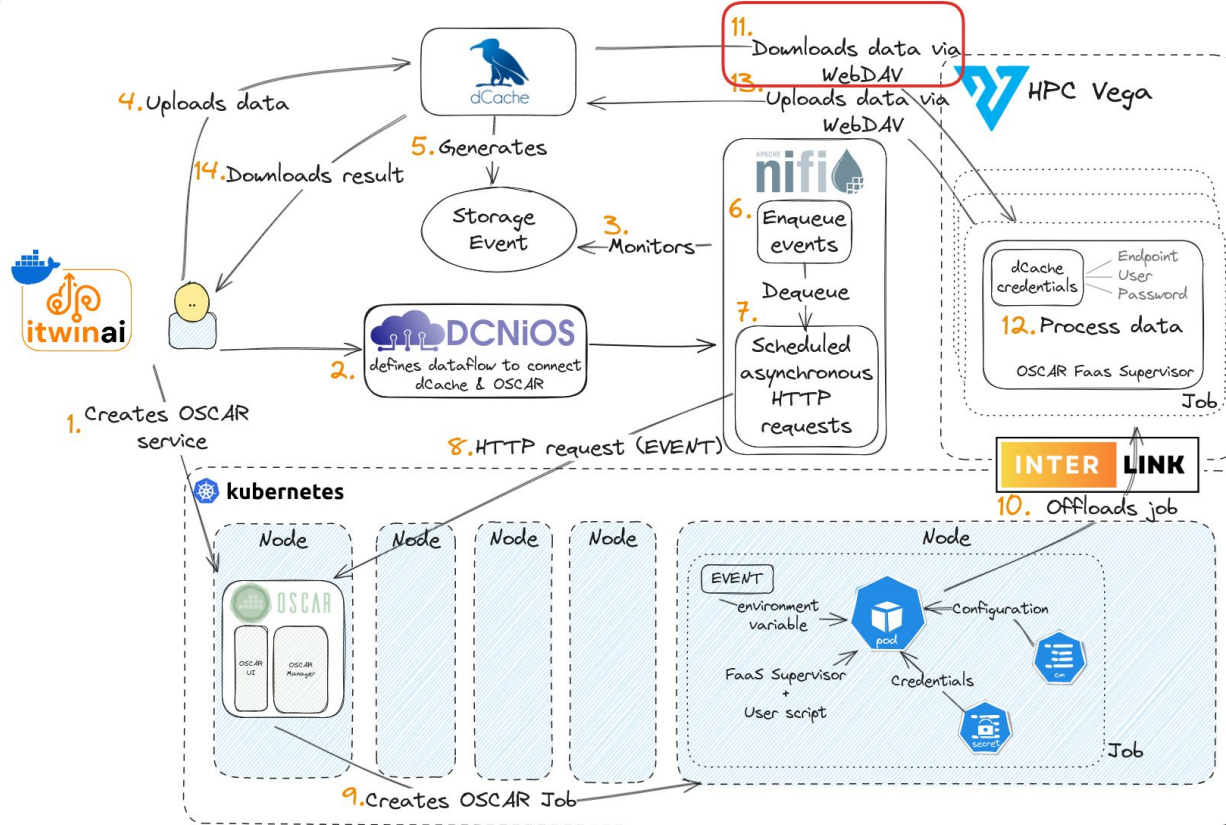 11.
Downloads data via
WebDAV
13.
Uploads data via
WebDAV
HPC Vega
dCache
4. Uploads data
5. Generates
14. Downloads result
Storage
Event
3.
Monitors
APACHE
nifi
6.
Enqueue
events
Dequeue
7.
Scheduled
asynchronous
HTTP
requests
dCache
credentials
Endpoint
User
Password
12. Process data
OSCAR FaaS Supervisor
Job
itwinai
DCNiOS
2.
defines dataflow to connect
dCache & OSCAR
1. Creates OSCAR
service
8. HTTP request (EVENT)
INTER LINK
10. Offloads job
kubernetes
Node
Node
Node
Node
Node
OSCAR
OSCAR
UI
OSCAR
Manager
EVENT
environment
variable
pod
Configuration
cm
FaaS Supervisor
+
User script
Credentials
secret
Job
9. Creates OSCAR Job